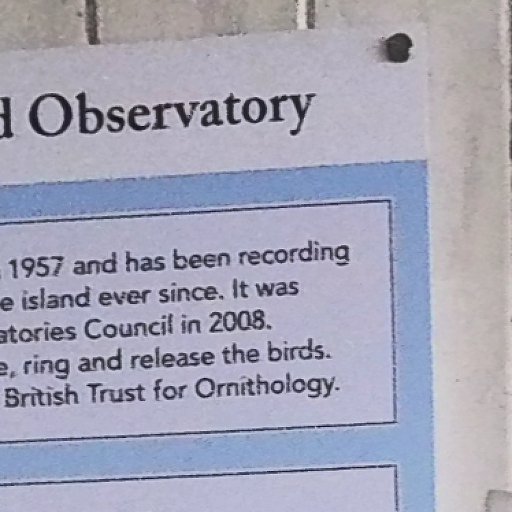 Observatory
1957 and has been recording
island ever since. It was
Council in 2008.
ring and release the birds.
British Trust for Ornithology.